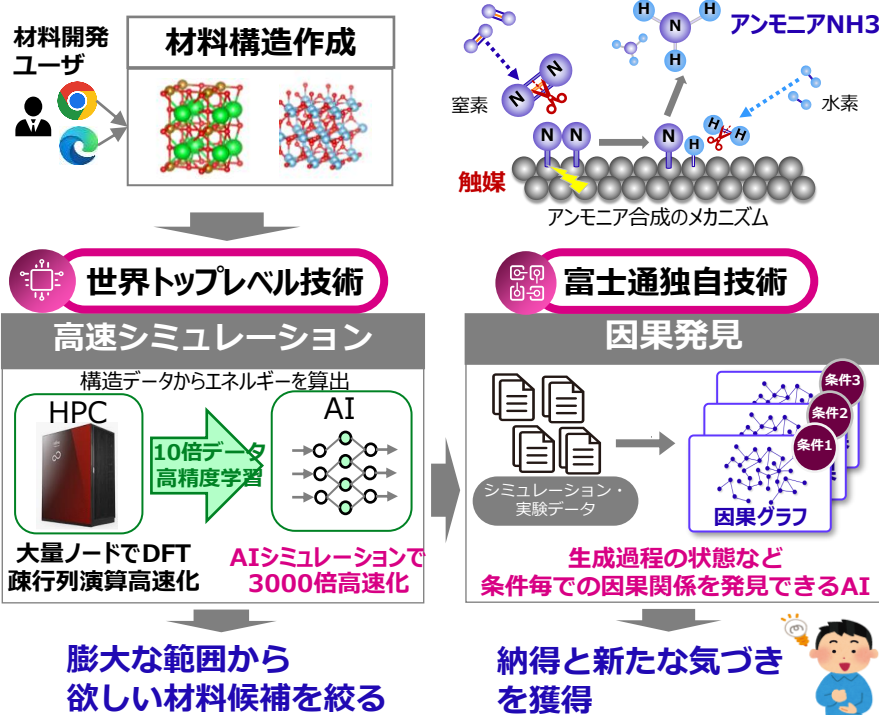 材料開発
ユーザ
材料構造作成
アンモニアNH3
窒素
水素
N
N
N
N
N
N
H
H
H
H
H
H
触媒
アンモニア合成のメカニズム
世界トップレベル技術
高速シミュレーション
構造データからエネルギーを算出
HPC
10倍データ
高精度学習
AI
大量ノードでDFT
疎行列演算高速化
AIシミュレーションで
3000倍高速化
膨大な範囲から
欲しい材料候補を絞る
富士通独自技術
因果発見
シミュレーション・
実験データ
条件3
条件2
条件1
因果グラフ
生成過程の状態など
条件毎での因果関係を発見できるAI
納得と新たな気づき
を獲得